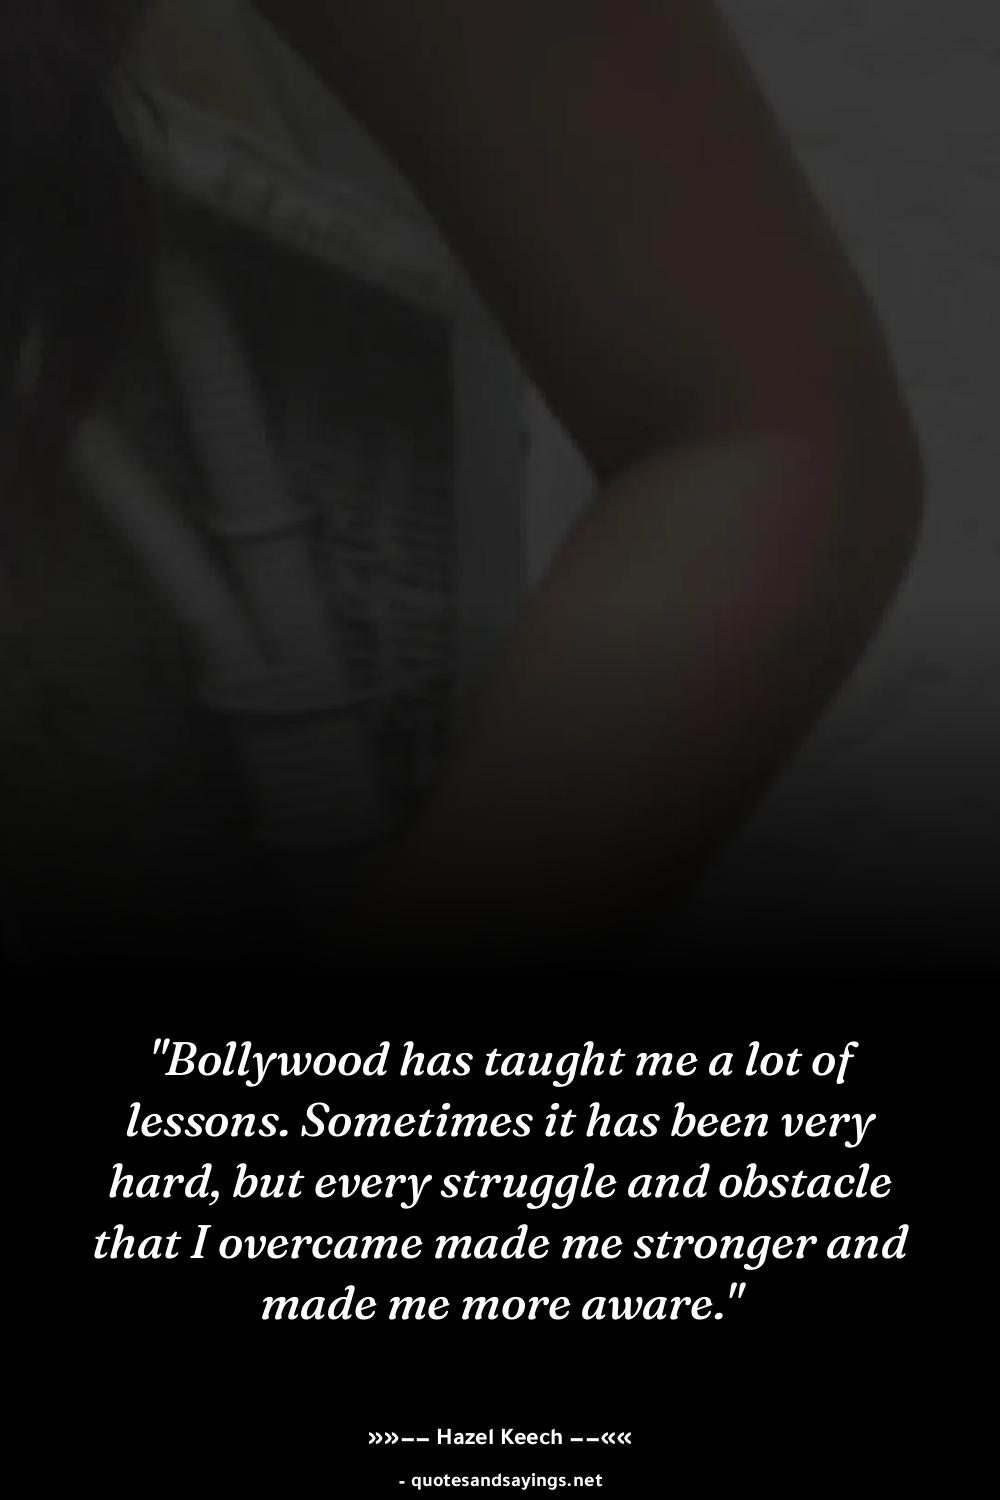 "Bollywood has taught me a lot of
lessons. Sometimes it has been very
hard, but every struggle and obstacle
that I overcame made me stronger and
made me more aware."
»»−− Hazel Keech −−««
- quotesandsayings.net